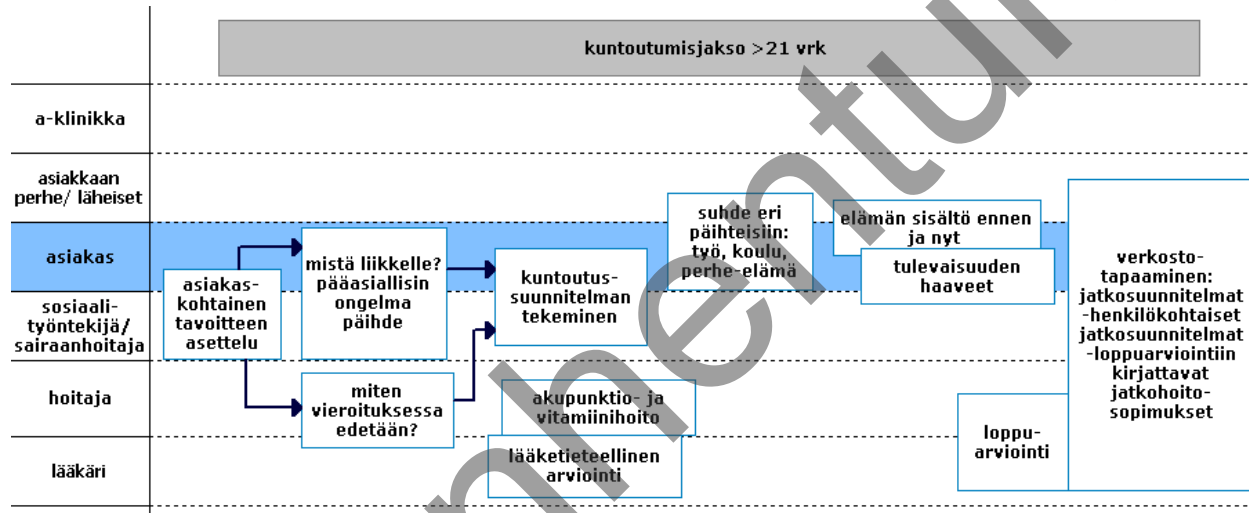 kuntoutumisjakso >21 vrk
a-klinikka
asiakkaan
perhe/ läheiset
asiakas
sosiaali-
työntekijä/
sairaanhoitaja
hoitaja
lääkäri
asiakas-
kohtainen
tavoitteen
asettelu
mistä liikkelle?
pääasiallisin
ongelma
päihde
miten
vieroituksessa
edetään?
kuntoutus-
suunnitelman
tekeminen
akupunktio- ja
vitamiinihoito
lääketieteellinen
arviointi
suhde eri
päihteisiin:
työ, koulu,
perhe-elämä
elämän sisältö ennen
ja nyt
tulevaisuuden
haaveet
loppu-
arviointi
verkosto-
tapaaminen:
jatkosuunnitelmat
-henkilökohtaiset
jatkosuunnitelmat
-loppuarviointiin
kirjattavat
jatkohoito-
sopimukset